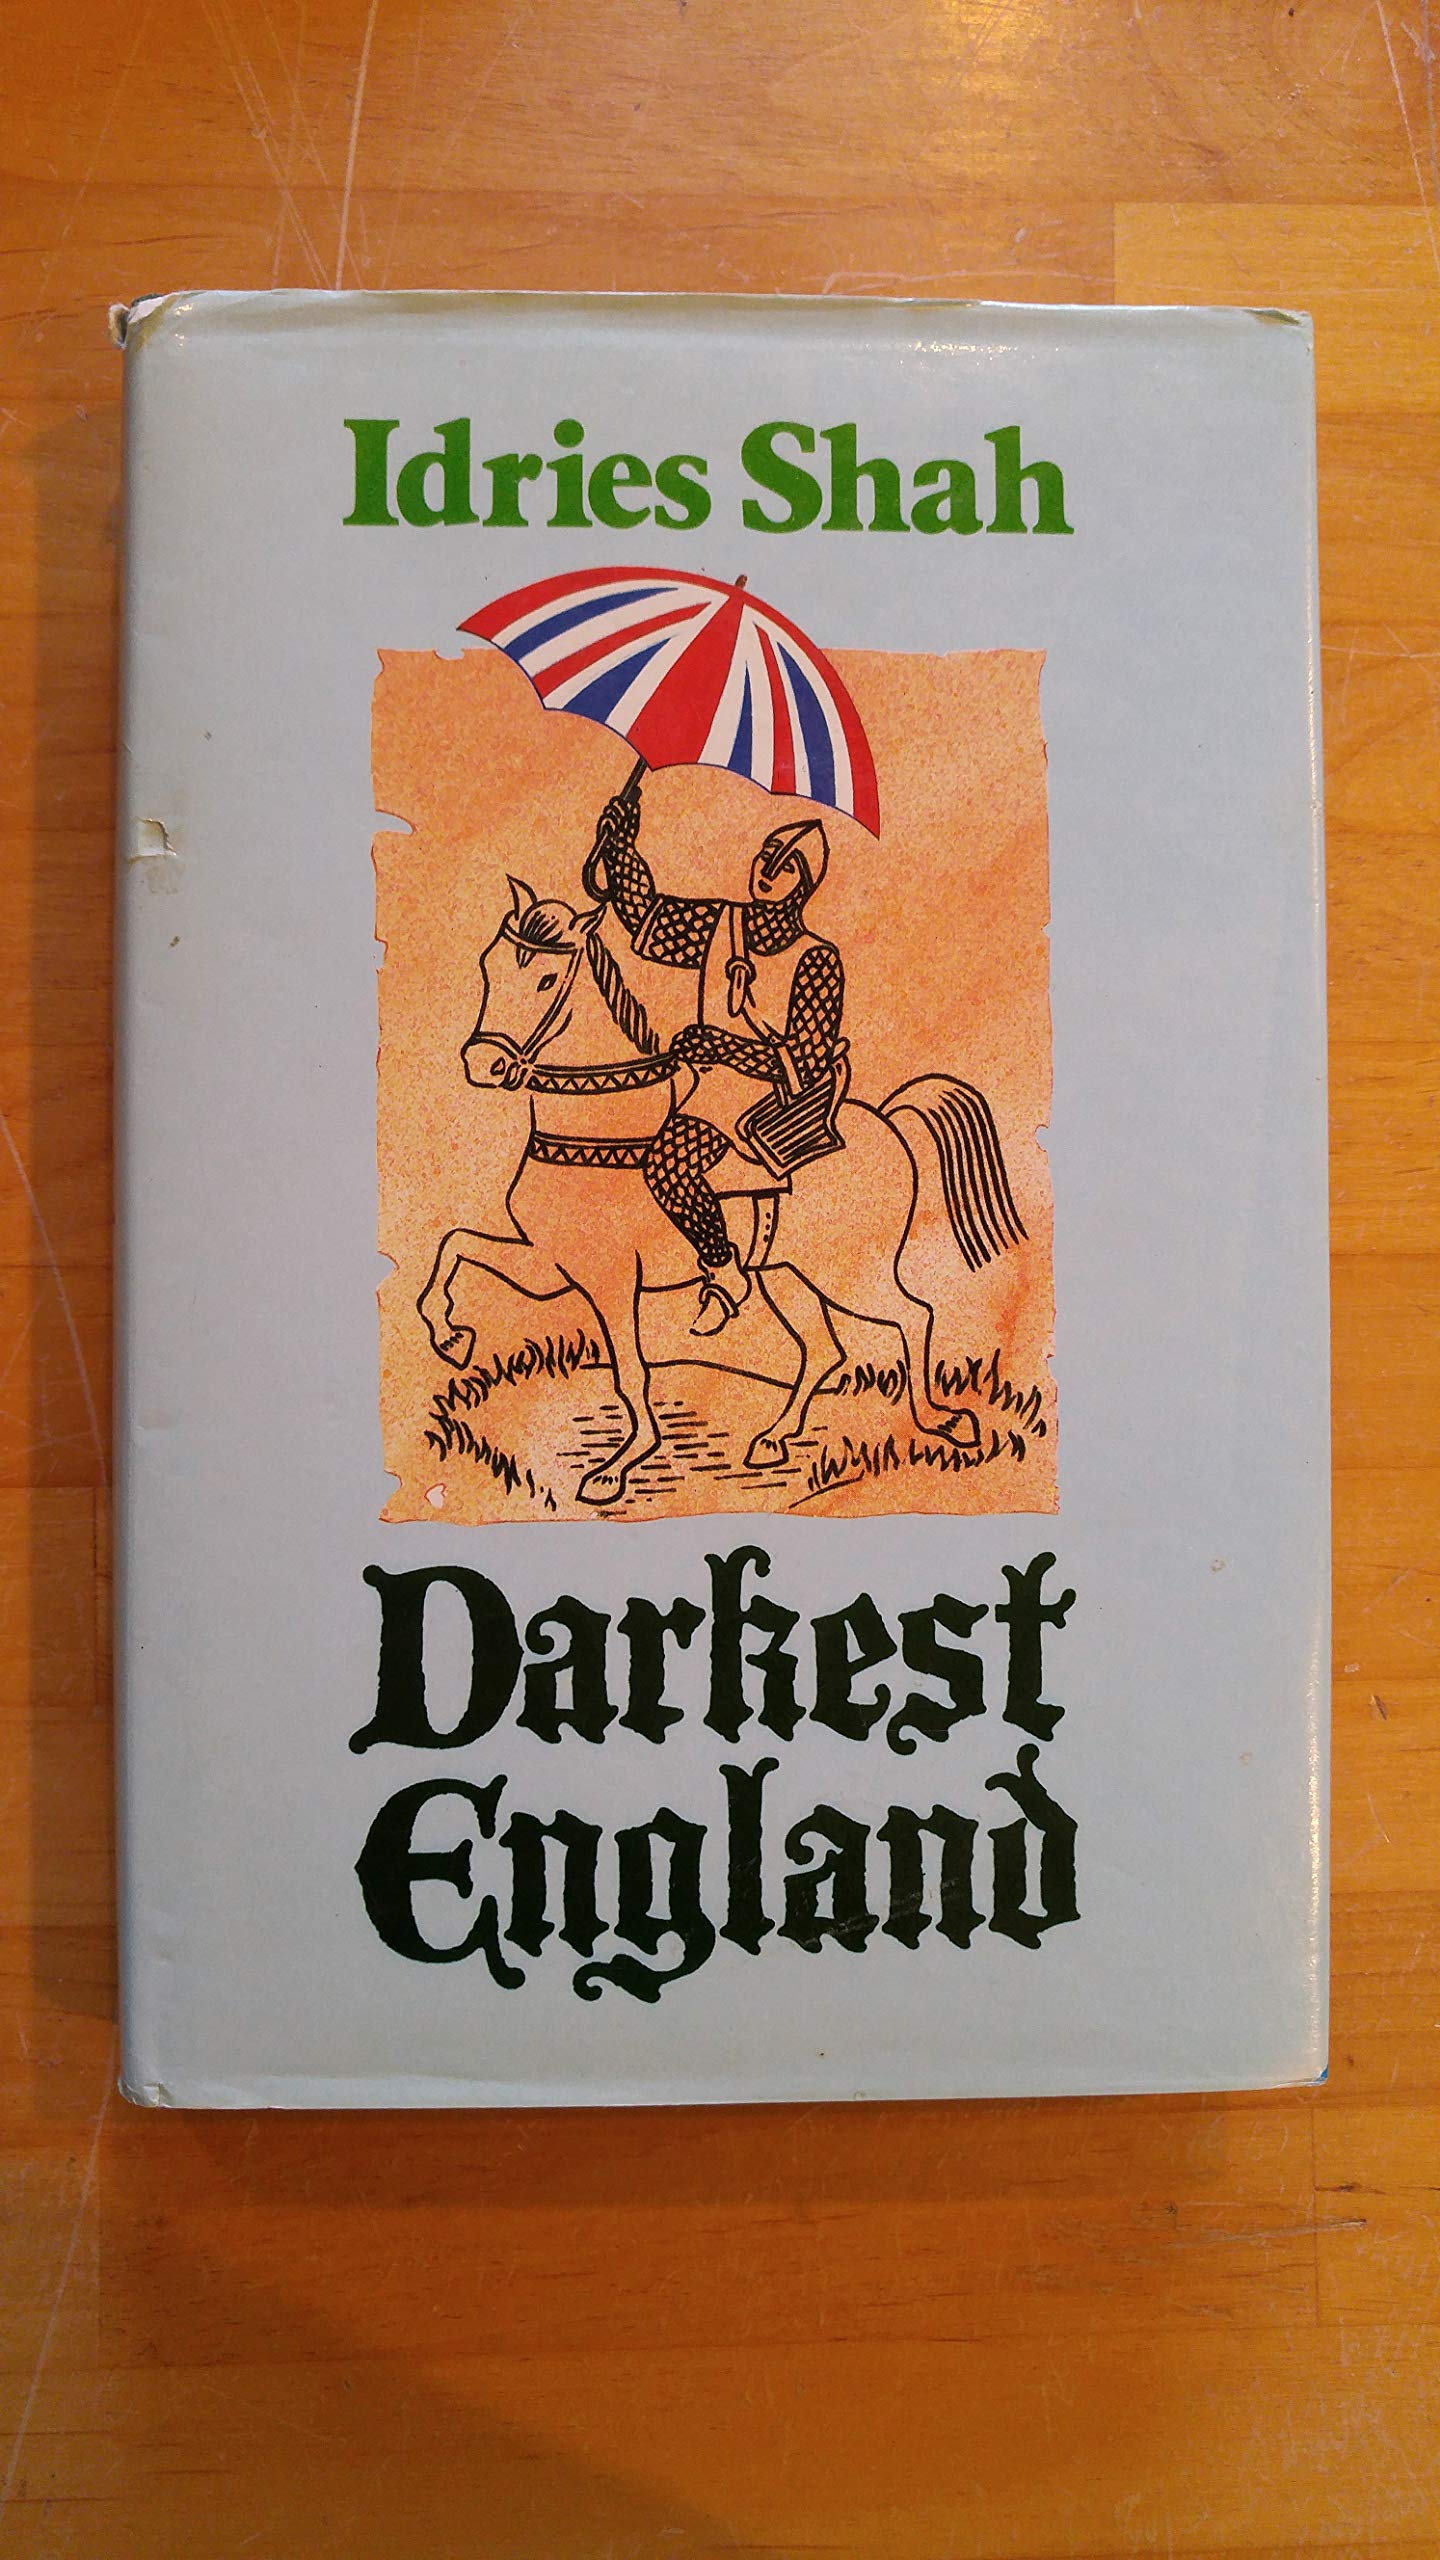 Idries Shah
Darkest
England